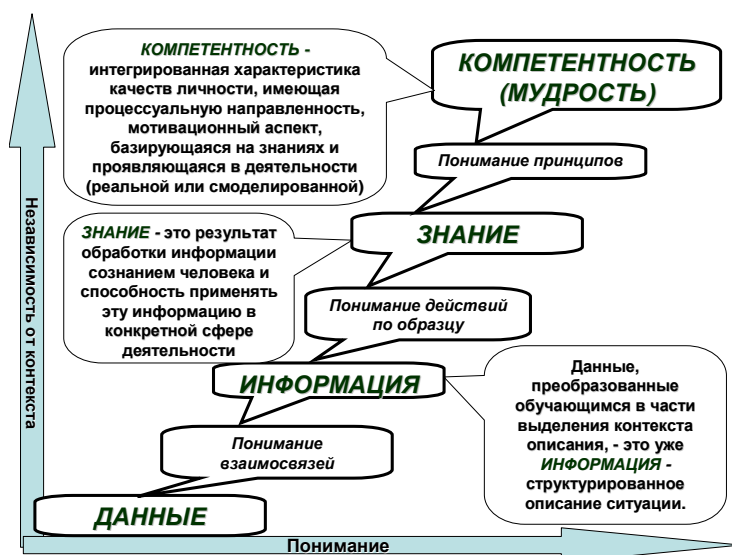 КОМПЕТЕНТНОСТЬ -
интегрированная характеристика
качеств личности, имеющая
процессуальную направленность,
мотивационный аспект,
базирующаяся на знаниях и
проявляющаяся в деятельности
(реальной или смоделированной)
КОМПЕТЕНТНОСТЬ
(МУДРОСТЬ)
Понимание принципов
ЗНАНИЕ - это результат
обработки информации
сознанием человека и
способность применять
эту информацию в
конкретной сфере
деятельности
ЗНАНИЕ
Понимание действий
по образцу
ИНФОРМАЦИЯ
Данные,
преобразованные
обучающимся в части
выделения контекста
описания, - это уже
ИНФОРМАЦИЯ -
структурированное
описание ситуации.
Понимание
взаимосвязей
ДАННЫЕ
Независимость от контекста
Понимание